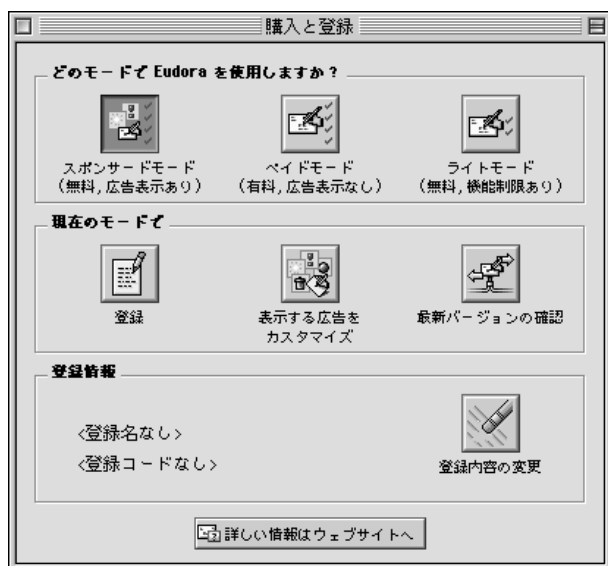 購入と登録
どのモードで Eudora を使用しますか？
スポンサードモード
(無料, 広告表示あり)
ペイドモード
(有料, 広告表示なし)
ライトモード
(無料, 機能制限あり)
現在のモードで
登録
表示する広告を
カスタマイズ
最新バージョンの確認
登録情報
<登録名なし>
<登録コードなし>
登録内容の変更
詳しい情報はウェブサイトへ